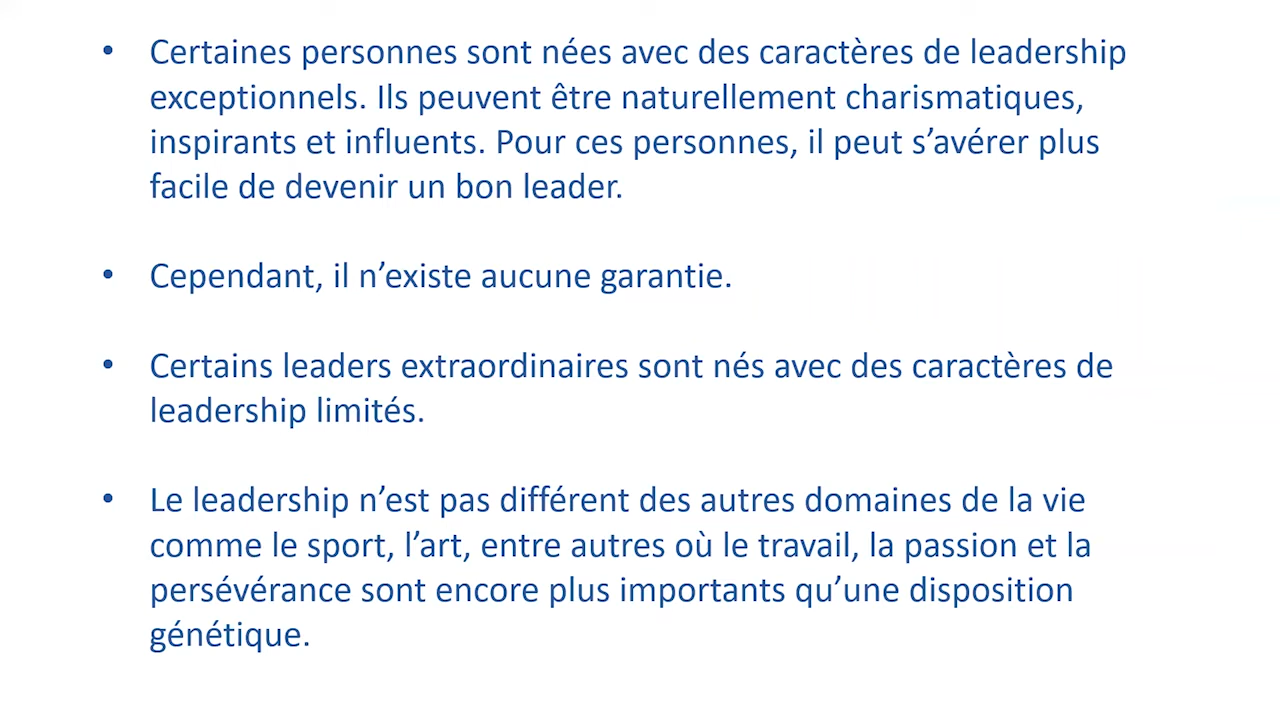 • Certaines personnes sont nées avec des caractères de leadership
exceptionnels. Ils peuvent être naturellement charismatiques,
inspirants et influents. Pour ces personnes, il peut s’avérer plus
facile de devenir un bon leader.
• Cependant, il n’existe aucune garantie.
• Certains leaders extraordinaires sont nés avec des caractères de
leadership limités.
• Le leadership n’est pas différent des autres domaines de la vie
comme le sport, l’art, entre autres où le travail, la passion et la
persévérance sont encore plus importants qu’une disposition
génétique.